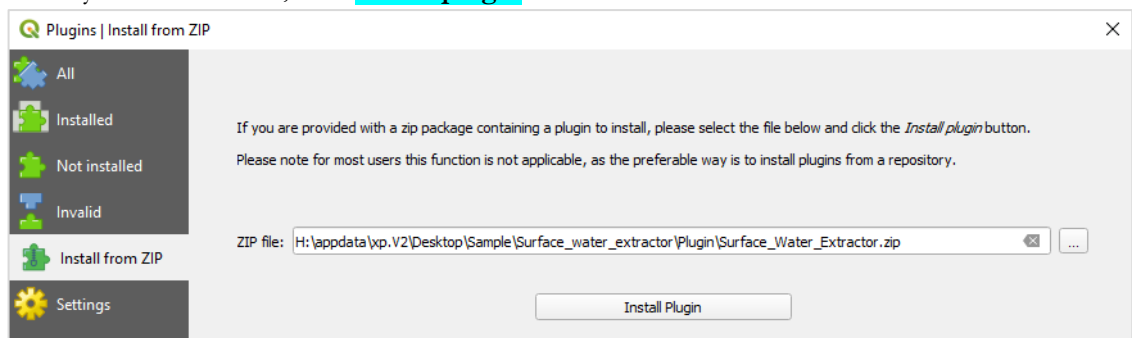 Plugins | Install from ZIP
All
Installed
Not installed
Invalid
Install from ZIP
Settings
If you are provided with a zip package containing a plugin to install, please select the file below and click the Install plugin button.
Please note for most users this function is not applicable, as the preferable way is to install plugins from a repository.
ZIP file: H:\appdata\xp.V2\Desktop\Sample\Surface_water_extractor\Plugin\Surface_Water_Extractor.zip ...
Install Plugin